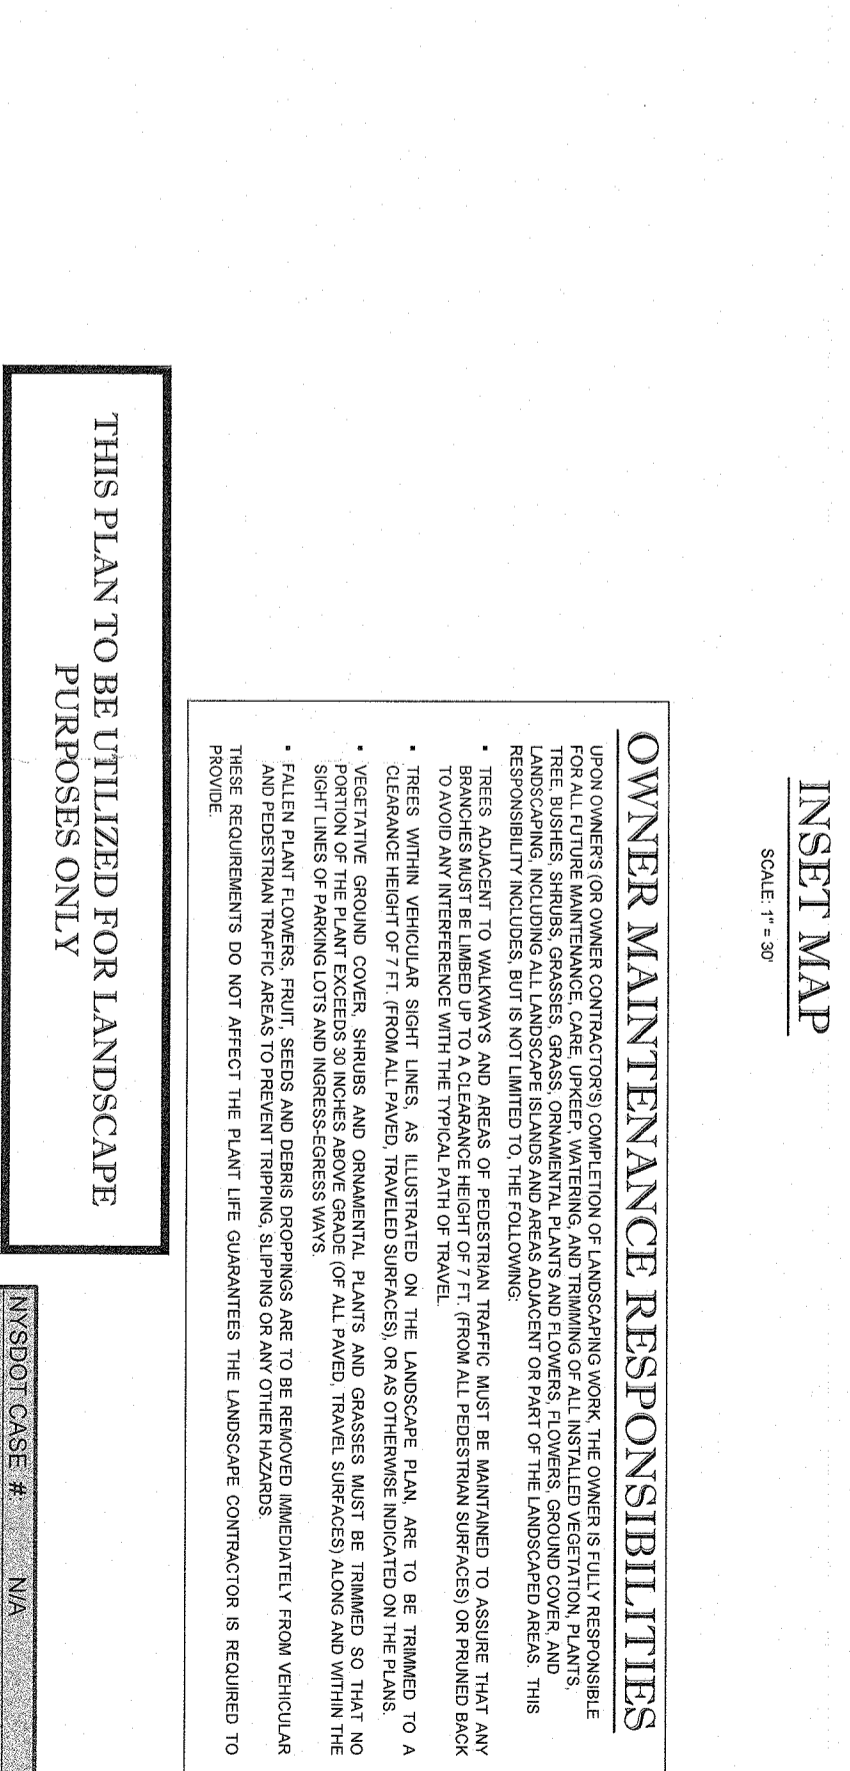 INSET MAP
SCALE: 1" = 30'
OWNER MAINTENANCE RESPONSIBILITIES
UPON OWNER'S (OR OWNER CONTRACTOR'S) COMPLETION OF LANDSCAPING WORK, THE OWNER IS FULLY RESPONSIBLE
FOR ALL FUTURE MAINTENANCE, CARE, UPKEEP, WATERING, AND TRIMMING OF ALL INSTALLED VEGETATION, PLANTS,
TREE, BUSHES, SHRUBS, GRASSES, GRASS, ORNAMENTAL PLANTS AND FLOWERS, FLOWERS, GROUND COVER, AND
LANDSCAPING, INCLUDING ALL LANDSCAPE ISLANDS AND AREAS ADJACENT OR PART OF THE LANDSCAPED AREAS. THIS
RESPONSIBILITY INCLUDES, BUT IS NOT LIMITED TO, THE FOLLOWING:
▪ TREES ADJACENT TO WALKWAYS AND AREAS OF PEDESTRIAN TRAFFIC MUST BE MAINTAINED TO ASSURE THAT ANY
BRANCHES MUST BE LIMBED UP TO A CLEARANCE HEIGHT OF 7 FT. (FROM ALL PEDESTRIAN SURFACES) OR PRUNED BACK
TO AVOID ANY INTERFERENCE WITH THE TYPICAL PATH OF TRAVEL.
▪ TREES WITHIN VEHICULAR SIGHT LINES, AS ILLUSTRATED ON THE LANDSCAPE PLAN, ARE TO BE TRIMMED TO A
CLEARANCE HEIGHT OF 7 FT. (FROM ALL PAVED, TRAVELED SURFACES), OR AS OTHERWISE INDICATED ON THE PLANS.
▪ VEGETATIVE GROUND COVER, SHRUBS AND ORNAMENTAL PLANTS AND GRASSES MUST BE TRIMMED SO THAT NO
PORTION OF THE PLANT EXCEEDS 30 INCHES ABOVE GRADE (OF ALL PAVED, TRAVEL SURFACES) ALONG AND WITHIN THE
SIGHT LINES OF PARKING LOTS AND INGRESS-EGRESS WAYS.
▪ FALLEN PLANT FLOWERS, FRUIT, SEEDS AND DEBRIS DROPPINGS ARE TO BE REMOVED IMMEDIATELY FROM VEHICULAR
AND PEDESTRIAN TRAFFIC AREAS TO PREVENT TRIPPING, SLIPPING OR ANY OTHER HAZARDS.
THESE REQUIREMENTS DO NOT AFFECT THE PLANT LIFE GUARANTEES THE LANDSCAPE CONTRACTOR IS REQUIRED TO
PROVIDE.
THIS PLAN TO BE UTILIZED FOR LANDSCAPE
PURPOSES ONLY
NYSDOT CASE #: N/A